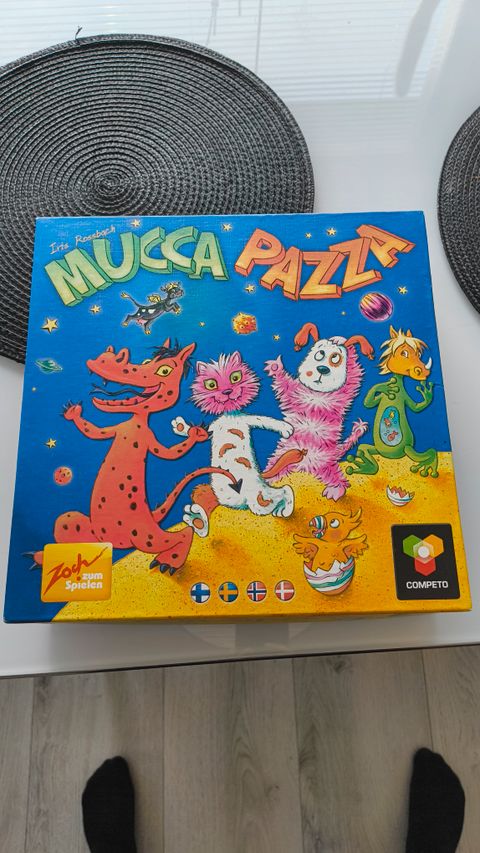 Iris Rossbach
MUCCA PAZZA
Zoch
zum
Spielen
COMPETO